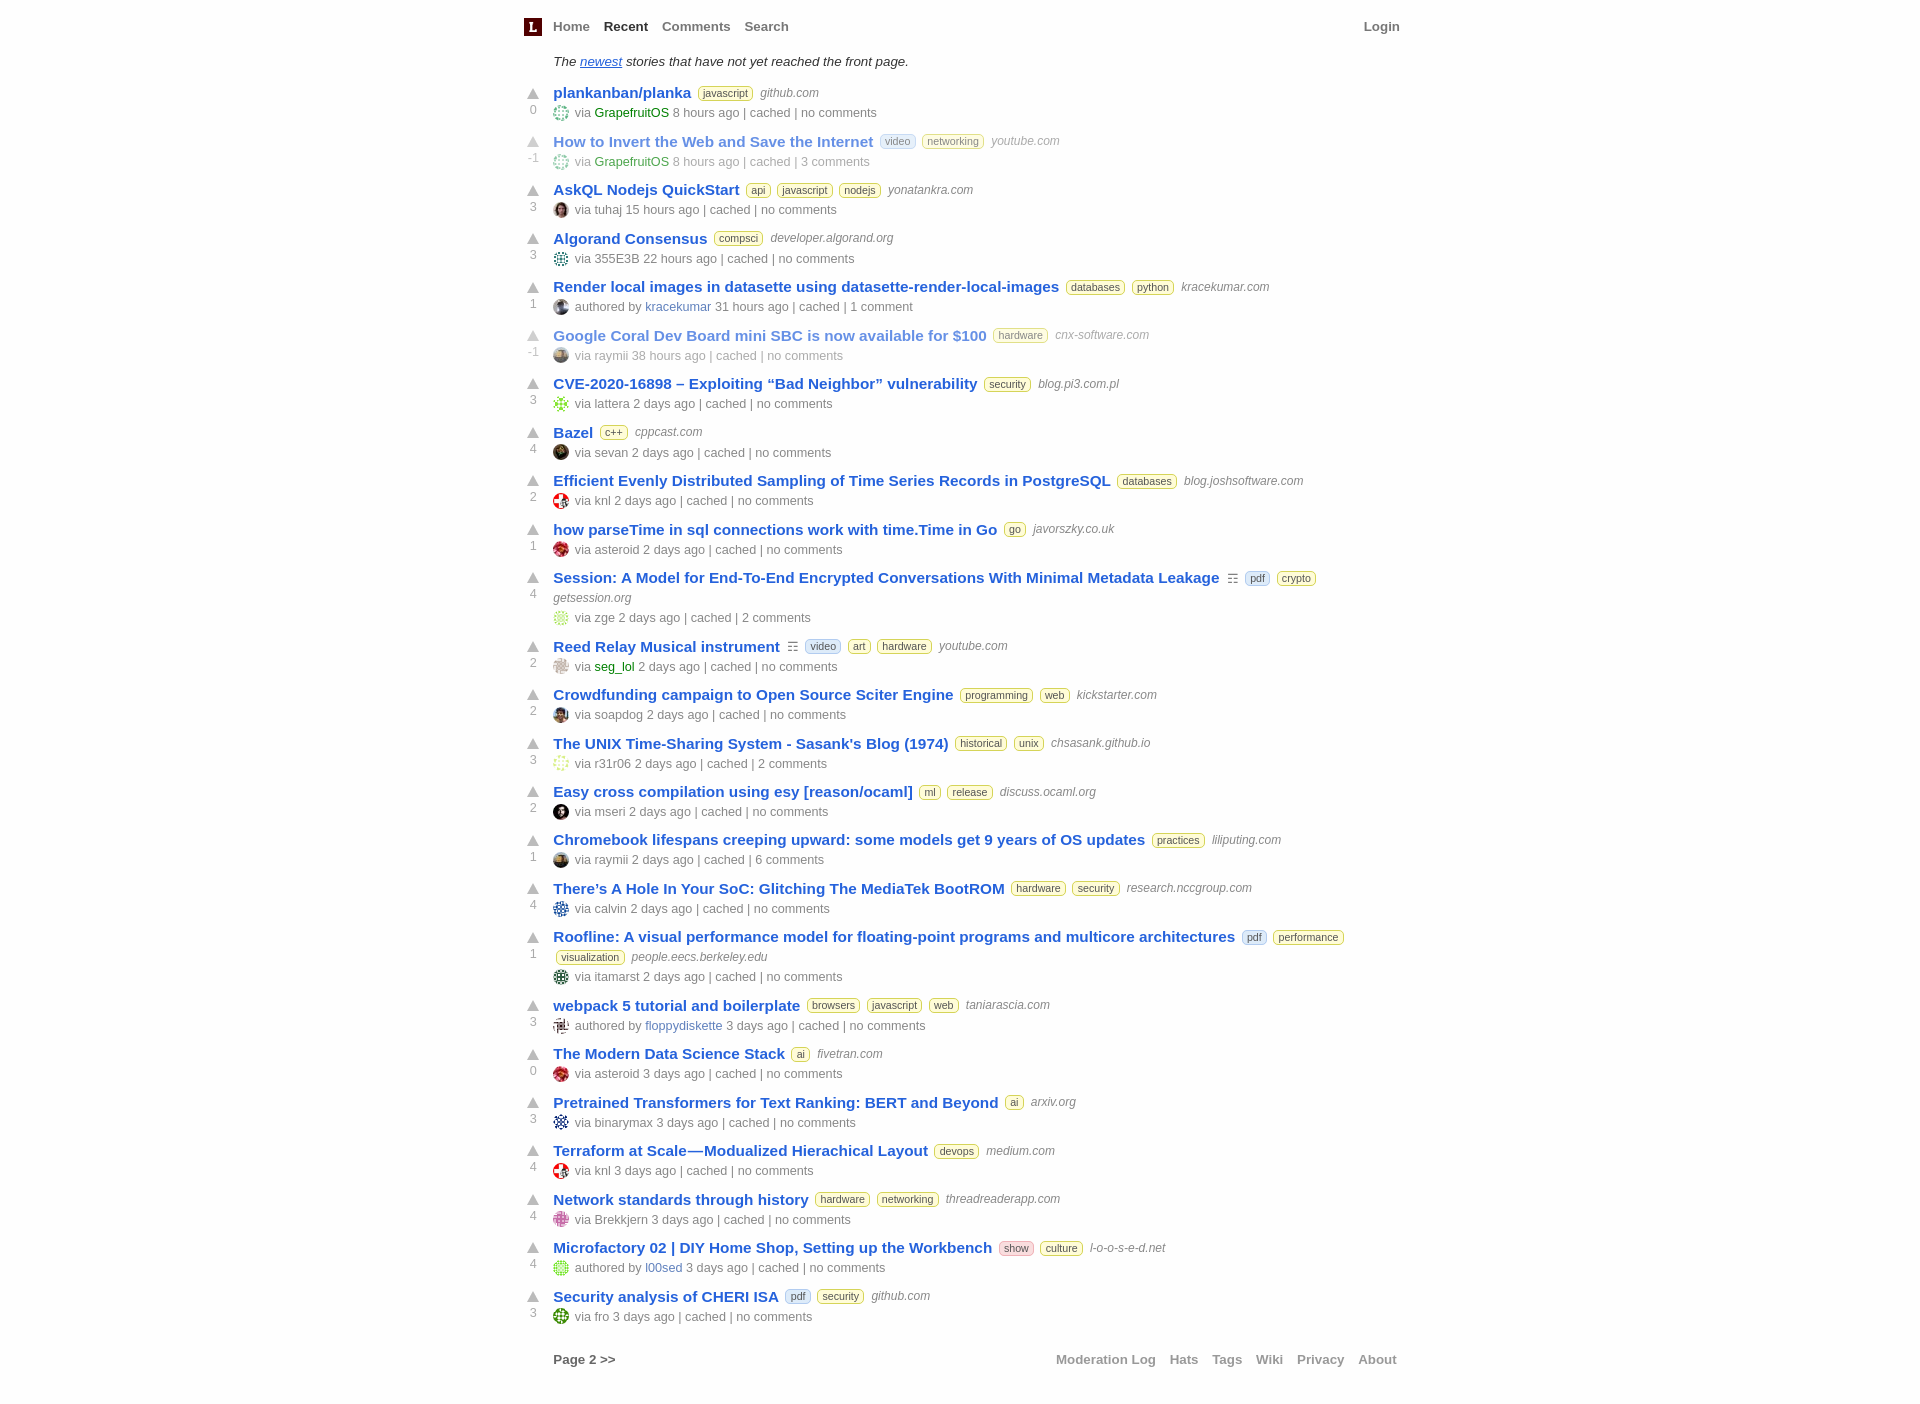 L Home Recent Comments Search Login
The newest stories that have not yet reached the front page.
plankanban/planka javascript github.com
0
via GrapefruitOS 8 hours ago | cached | no comments
How to Invert the Web and Save the Internet video networking youtube.com
-1
via GrapefruitOS 8 hours ago | cached | 3 comments
AskQL Nodejs QuickStart api javascript nodejs yonatankra.com
3
via tuhaj 15 hours ago | cached | no comments
Algorand Consensus compsci developer.algorand.org
3
via 355E3B 22 hours ago | cached | no comments
Render local images in datasette using datasette-render-local-images databases python kracekumar.com
1
authored by kracekumar 31 hours ago | cached | 1 comment
Google Coral Dev Board mini SBC is now available for $100 hardware cnx-software.com
-1
via raymii 38 hours ago | cached | no comments
CVE-2020-16898 – Exploiting “Bad Neighbor” vulnerability security blog.pi3.com.pl
3
via lattera 2 days ago | cached | no comments
Bazel c++ cppcast.com
4
via sevan 2 days ago | cached | no comments
Efficient Evenly Distributed Sampling of Time Series Records in PostgreSQL databases blog.joshsoftware.com
2
via knl 2 days ago | cached | no comments
how parseTime in sql connections work with time.Time in Go go javorszky.co.uk
1
via asteroid 2 days ago | cached | no comments
Session: A Model for End-To-End Encrypted Conversations With Minimal Metadata Leakage ☶ pdf crypto
4
getsession.org
via zge 2 days ago | cached | 2 comments
Reed Relay Musical instrument ☶ video art hardware youtube.com
2
via seg_lol 2 days ago | cached | no comments
Crowdfunding campaign to Open Source Sciter Engine programming web kickstarter.com
2
via soapdog 2 days ago | cached | no comments
The UNIX Time-Sharing System - Sasank's Blog (1974) historical unix chsasank.github.io
3
via r31r06 2 days ago | cached | 2 comments
Easy cross compilation using esy [reason/ocaml] ml release discuss.ocaml.org
2
via mseri 2 days ago | cached | no comments
Chromebook lifespans creeping upward: some models get 9 years of OS updates practices liliputing.com
1
via raymii 2 days ago | cached | 6 comments
There’s A Hole In Your SoC: Glitching The MediaTek BootROM hardware security research.nccgroup.com
4
via calvin 2 days ago | cached | no comments
Roofline: A visual performance model for floating-point programs and multicore architectures pdf performance
1
visualization people.eecs.berkeley.edu
via itamarst 2 days ago | cached | no comments
webpack 5 tutorial and boilerplate browsers javascript web taniarascia.com
3
authored by floppydiskette 3 days ago | cached | no comments
The Modern Data Science Stack ai fivetran.com
0
via asteroid 3 days ago | cached | no comments
Pretrained Transformers for Text Ranking: BERT and Beyond ai arxiv.org
3
via binarymax 3 days ago | cached | no comments
Terraform at Scale — Modualized Hierachical Layout devops medium.com
4
via knl 3 days ago | cached | no comments
Network standards through history hardware networking threadreaderapp.com
4
via Brekkjern 3 days ago | cached | no comments
Microfactory 02 | DIY Home Shop, Setting up the Workbench show culture l-o-o-s-e-d.net
4
authored by l00sed 3 days ago | cached | no comments
Security analysis of CHERI ISA pdf security github.com
3
via fro 3 days ago | cached | no comments
Page 2 >> Moderation Log Hats Tags Wiki Privacy About